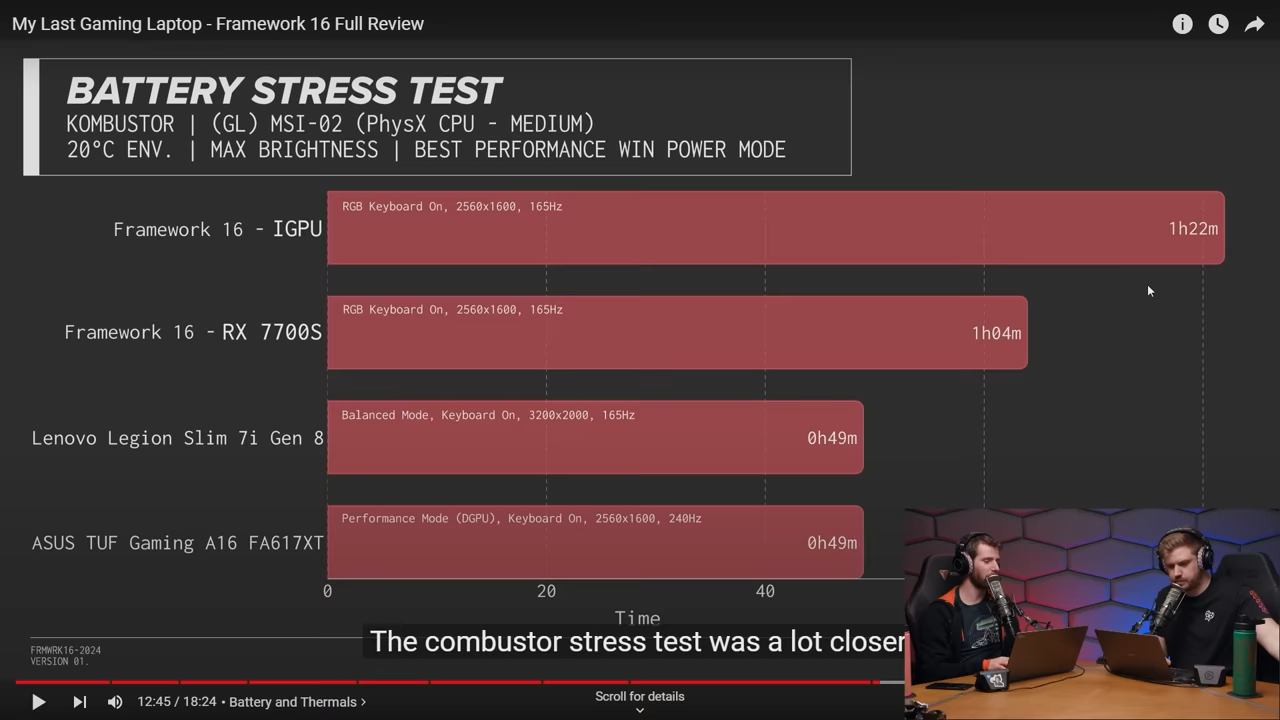 My Last Gaming Laptop - Framework 16 Full Review
BATTERY STRESS TEST
KOMBUSTOR | (GL) MSI-02 (PhysX CPU - MEDIUM)
20°C ENV. | MAX BRIGHTNESS | BEST PERFORMANCE WIN POWER MODE
RGB Keyboard On, 2560x1600, 165Hz
Framework 16 - IGPU
1h22m
RGB Keyboard On, 2560x1600, 165Hz
Framework 16 - RX 7700S
1h04m
Balanced Mode, Keyboard On, 3200x2000, 165Hz
Lenovo Legion Slim 7i Gen 8
0h49m
Performance Mode (DGPU), Keyboard On, 2560x1600, 240Hz
ASUS TUF Gaming A16 FA617XT
0h49m
0 20 40
Time
The combustor stress test was a lot closer
FRMWRK16-2024
VERSION 01.
12:45 / 18:24 • Battery and Thermals >
Scroll for details